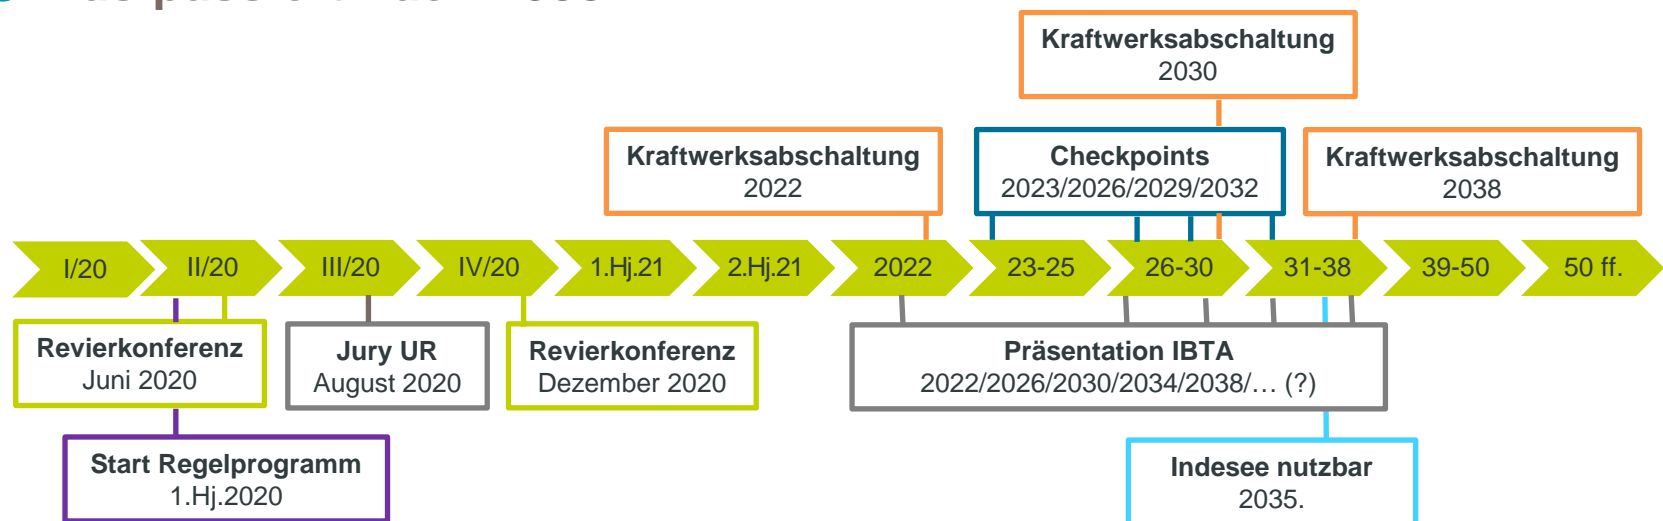 Kraftwerksabschaltung
2030
Kraftwerksabschaltung
2022
Checkpoints
2023/2026/2029/2032
Kraftwerksabschaltung
2038
I/20
II/20
III/20
IV/20
1.Hj.21
2.Hj.21
2022
23-25
26-30
31-38
39-50
50 ff.
Revierkonferenz
Juni 2020
Jury UR
August 2020
Revierkonferenz
Dezember 2020
Präsentation IBTA
2022/2026/2030/2034/2038/… (?)
Start Regelprogramm
1.Hj.2020
Indesee nutzbar
2035.